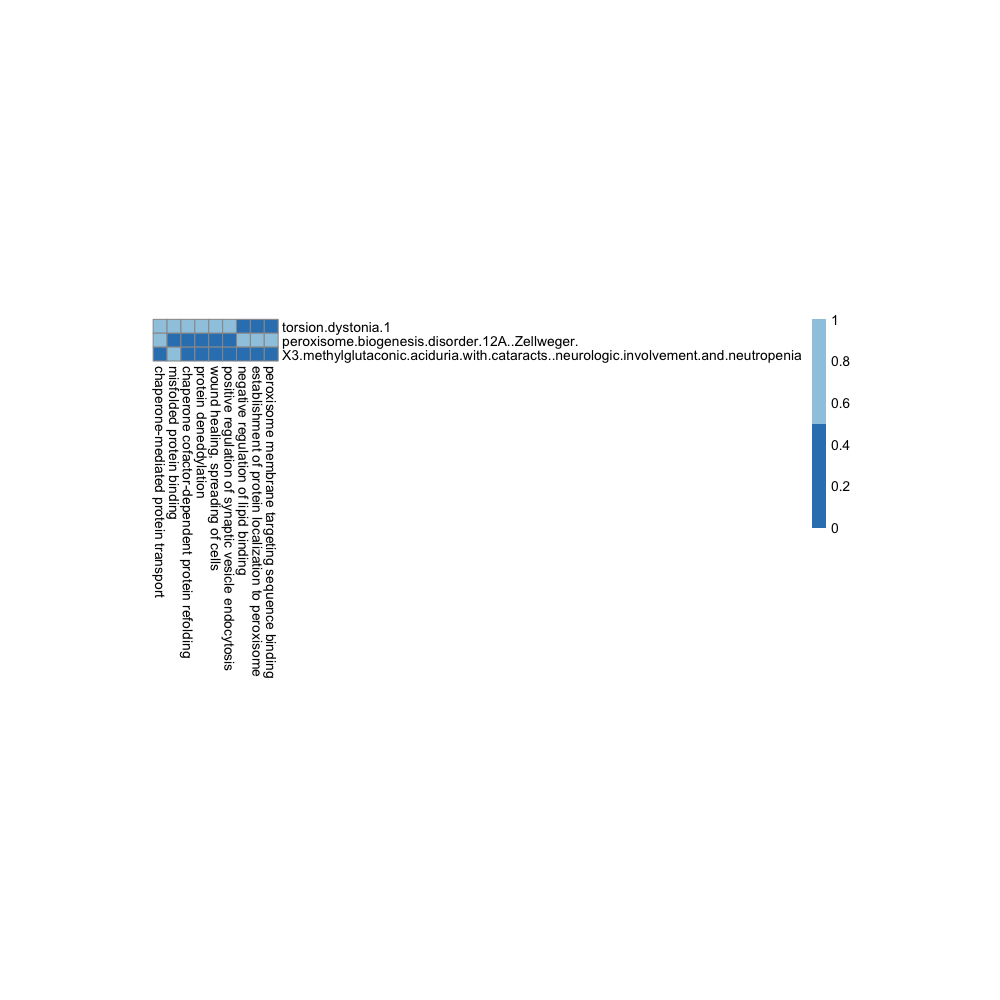 torsion.dystonia.1
peroxisome.biogenesis.disorder.12A..Zellweger.
X3.methylglutaconic.aciduria.with.cataracts..neurologic.involvement.and.neutropenia
chaperone-mediated protein transport
misfolded protein binding
chaperone cofactor-dependent protein refolding
protein deneddylation
wound healing, spreading of cells
positive regulation of synaptic vesicle endocytosis
negative regulation of lipid binding
establishment of protein localization to peroxisome
peroxisome membrane targeting sequence binding
1
0.8
0.6
0.4
0.2
0